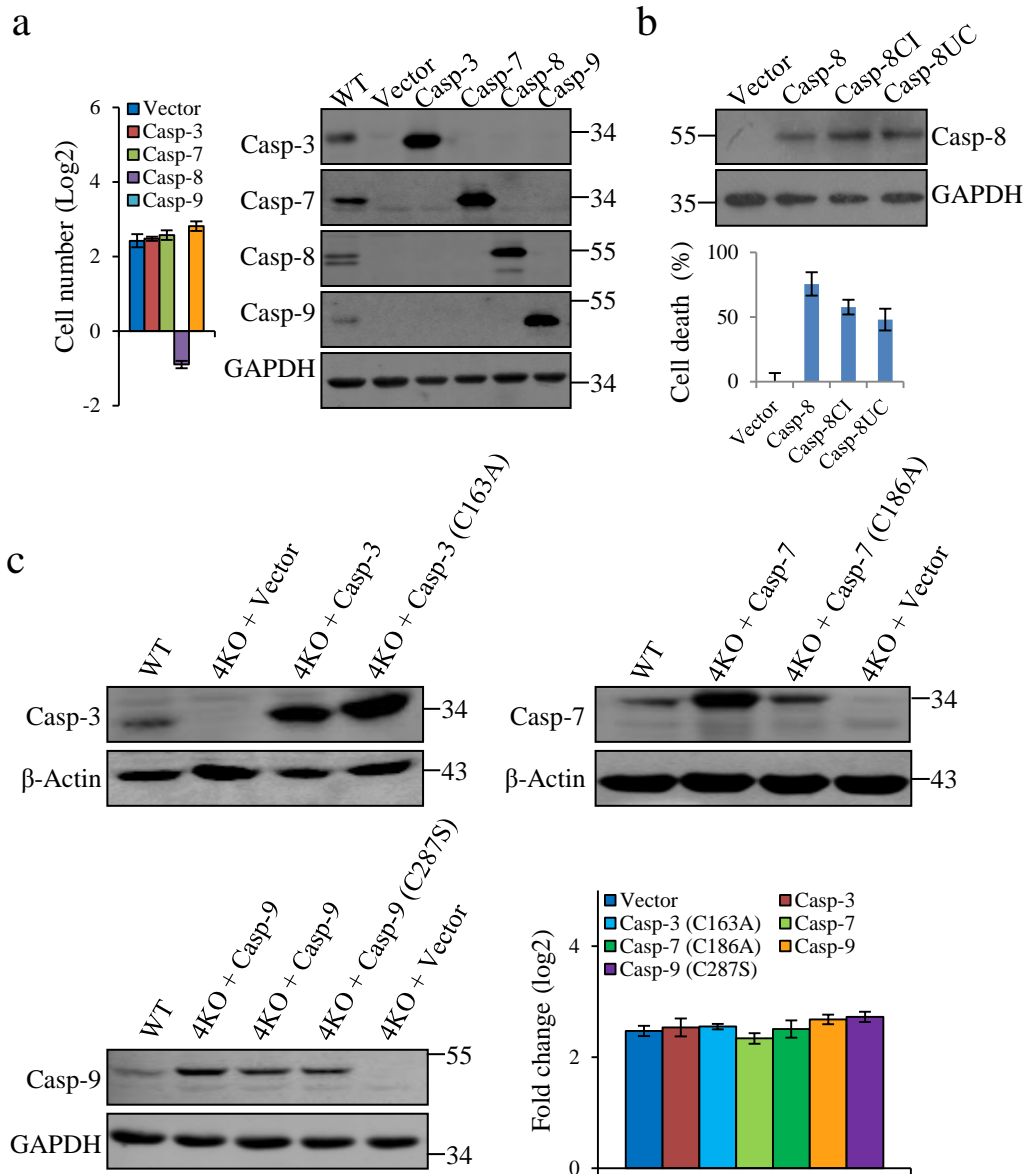 a
6
4
2
0
-2
Cell number (Log2)
Vector
Casp-3
Casp-7
Casp-8
Casp-9
WT
Vector
Casp-3
Casp-7
Casp-8
Casp-9
Casp-3
34
Casp-7
34
Casp-8
55
Casp-9
55
GAPDH
34
b
Vector
Casp-8
Casp-8CI
Casp-8UC
55
Casp-8
35
GAPDH
Cell death (%)
100
50
0
Vector
Casp-8
Casp-8CI
Casp-8UC
c
WT
4KO + Vector
4KO + Casp-3
4KO + Casp-3 (C163A)
Casp-3
34
β-Actin
43
WT
4KO + Casp-7
4KO + Casp-7 (C186A)
4KO + Vector
Casp-7
34
β-Actin
43
WT
4KO + Casp-9
4KO + Casp-9
4KO + Casp-9 (C287S)
4KO + Vector
Casp-9
55
GAPDH
34
Fold change (log2)
4
2
0
Vector
Casp-3
Casp-3 (C163A)
Casp-7
Casp-7 (C186A)
Casp-9
Casp-9 (C287S)